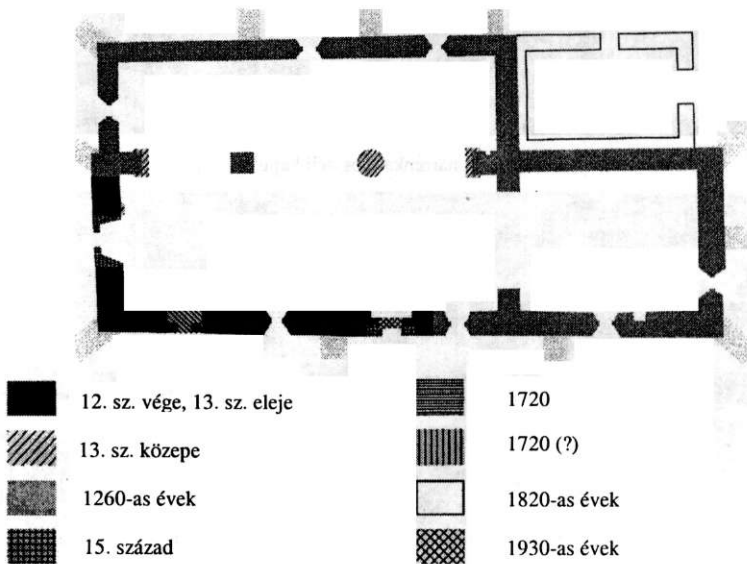 12. sz. vége, 13. sz. eleje
13. sz. közepe
1260-as évek
15. század
1720
1720 (?)
1820-as évek
1930-as évek